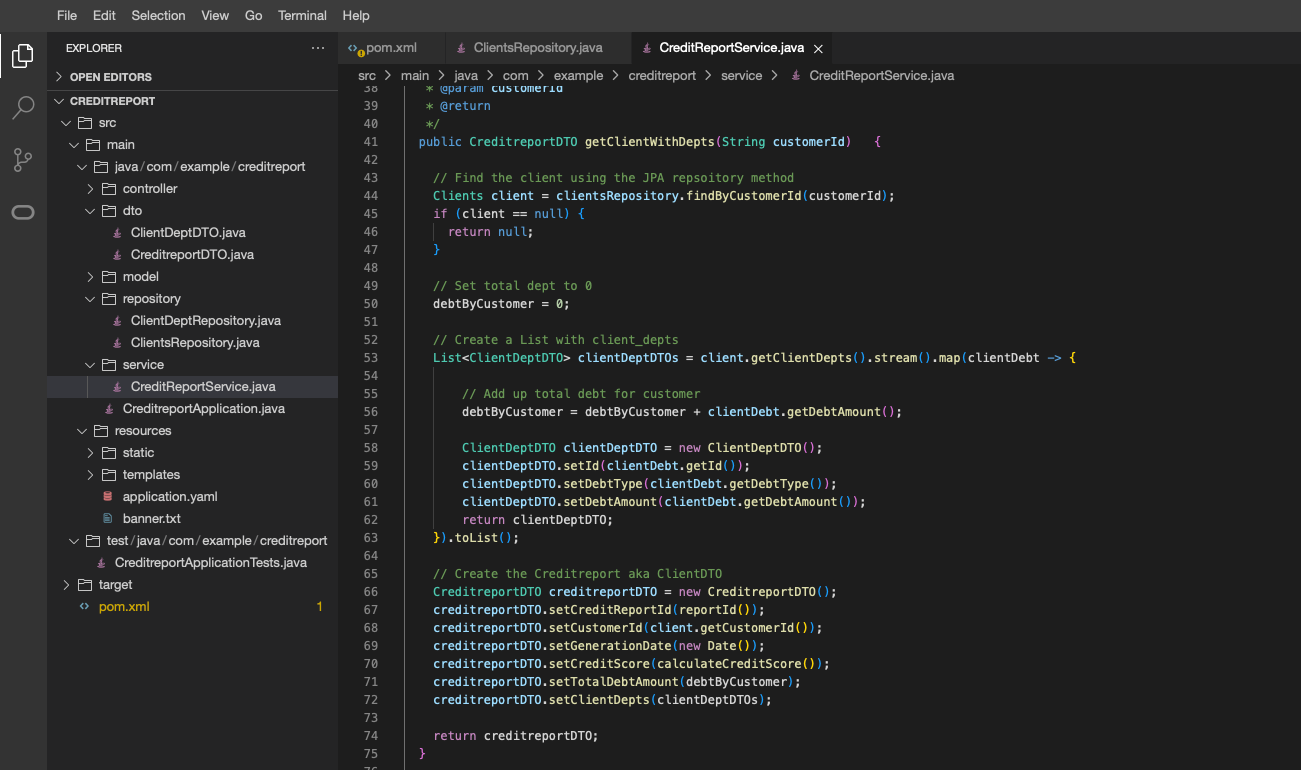 File Edit Selection View Go Terminal Help
EXPLORER ...
pom.xml ClientsRepository.java CreditReportService.java
OPEN EDITORS
CREDITREPORT
src
main
java/com/example/creditreport
controller
dto
ClientDeptDTO.java
CreditreportDTO.java
model
repository
ClientDeptRepository.java
ClientsRepository.java
service
CreditReportService.java
CreditreportApplication.java
resources
static
templates
application.yaml
banner.txt
test/java/com/example/creditreport
CreditreportApplicationTests.java
target
pom.xml 1
src > main > java > com > example > creditreport > service > CreditReportService.java
38 * @param customerId
39 * @return
40 */
41 public CreditreportDTO getClientWithDepts(String customerId) {
42
43 // Find the client using the JPA repsoitory method
44 Clients client = clientsRepository.findByCustomerId(customerId);
45 if (client == null) {
46 return null;
47 }
48
49 // Set total dept to 0
50 debtByCustomer = 0;
51
52 // Create a List with client_depts
53 List<ClientDeptDTO> clientDeptDTOs = client.getClientDepts().stream().map(clientDebt -> {
54
55 // Add up total debt for customer
56 debtByCustomer = debtByCustomer + clientDebt.getDebtAmount();
57
58 ClientDeptDTO clientDeptDTO = new ClientDeptDTO();
59 clientDeptDTO.setId(clientDebt.getId());
60 clientDeptDTO.setDebtType(clientDebt.getDebtType());
61 clientDeptDTO.setDebtAmount(clientDebt.getDebtAmount());
62 return clientDeptDTO;
63 }).toList();
64
65 // Create the Creditreport aka ClientDTO
66 CreditreportDTO creditreportDTO = new CreditreportDTO();
67 creditreportDTO.setCreditReportId(reportId());
68 creditreportDTO.setCustomerId(client.getCustomerId());
69 creditreportDTO.setGenerationDate(new Date());
70 creditreportDTO.setCreditScore(calculateCreditScore());
71 creditreportDTO.setTotalDebtAmount(debtByCustomer);
72 creditreportDTO.setClientDepts(clientDeptDTOs);
73
74 return creditreportDTO;
75 }
76